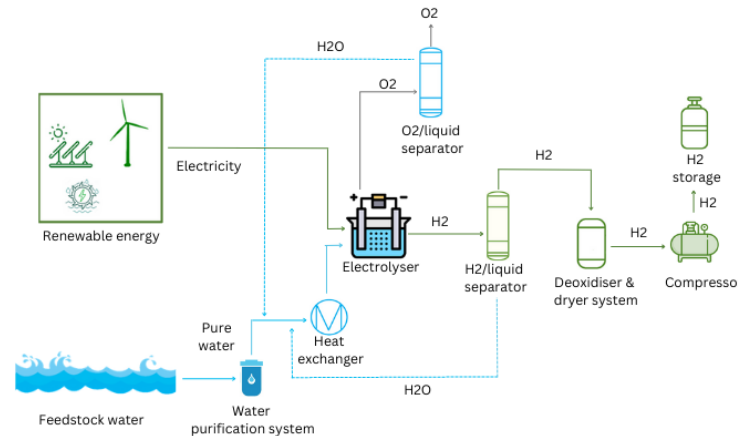 O2
H2O
O2
O2/liquid
separator
Electricity
Renewable energy
+
-
Electrolyser
H2
H2/liquid
separator
H2
Deoxidiser &
dryer system
H2
Compresso
H2
H2
storage
Pure
water
Heat
exchanger
H2O
Feedstock water
Water
purification system